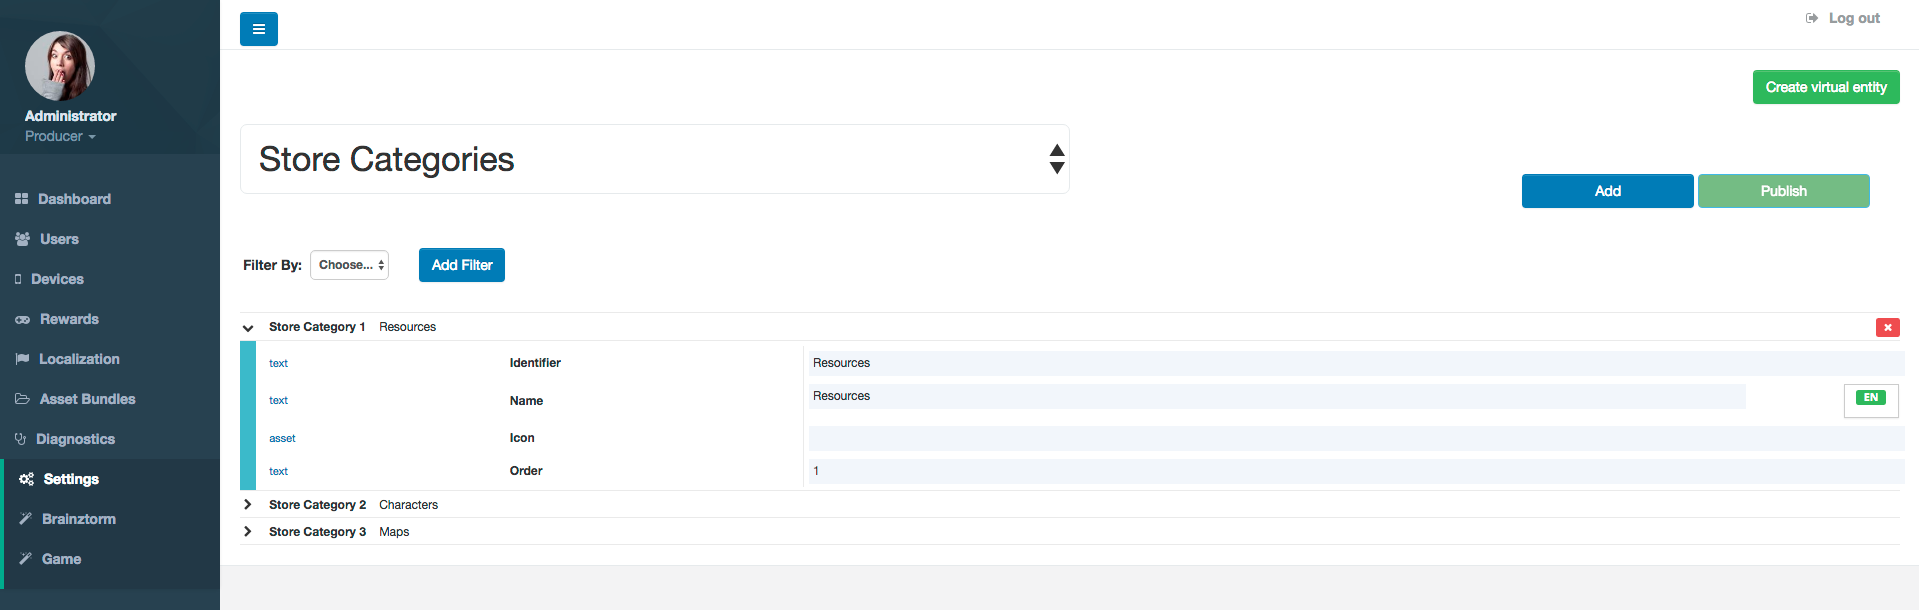 Log out
Administrator
Producer
Create virtual entity
Store Categories
Add
Publish
Dashboard
Users
Devices
Rewards
Localization
Asset Bundles
Diagnostics
Settings
Brainztorm
Game
Filter By:
Choose...
Add Filter
Store Category 1 Resources
text Identifier Resources
text Name Resources EN
asset Icon
text Order 1
Store Category 2 Characters
Store Category 3 Maps